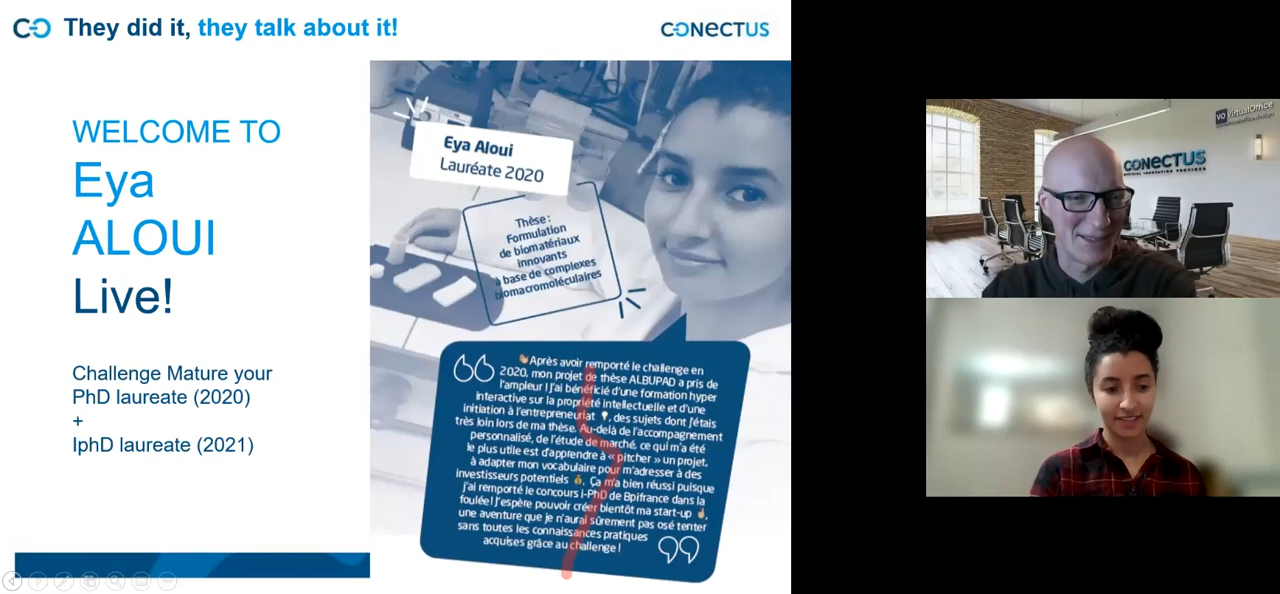 They did it, they talk about it!
CONECTUS
WELCOME TO
Eya
ALOUI
Live!
Challenge Mature your
PhD laureate (2020)
+
IphD laureate (2021)
Eya Aloui
Lauréate 2020
Thèse :
Formulation
de biomatériaux
innovants
à base de complexes
biomacromoléculaires
Après avoir remporté le challenge en
2020, mon projet de thèse ALBUPAD a pris de
l'ampleur ! J'ai bénéficié d'une formation hyper
interactive sur la propriété intellectuelle et d'une
initiation à l'entrepreneuriat 💡, des sujets dont j'étais
très loin lors de ma thèse. Au-delà de l'accompagnement
personnalisé, de l'étude de marché, ce qui m'a été
le plus utile est d'apprendre à « pitcher » un projet,
à adapter mon vocabulaire pour m'adresser à des
investisseurs potentiels 💰. Ça m'a bien réussi puisque
j'ai remporté le concours i-PhD de Bpifrance dans la
foulée ! J'espère pouvoir créer bientôt ma start-up 🤞,
une aventure que je n'aurai sûrement pas osé tenter
sans toutes les connaissances pratiques
acquises grâce au challenge !
VO VirtualOffice
CONECTUS